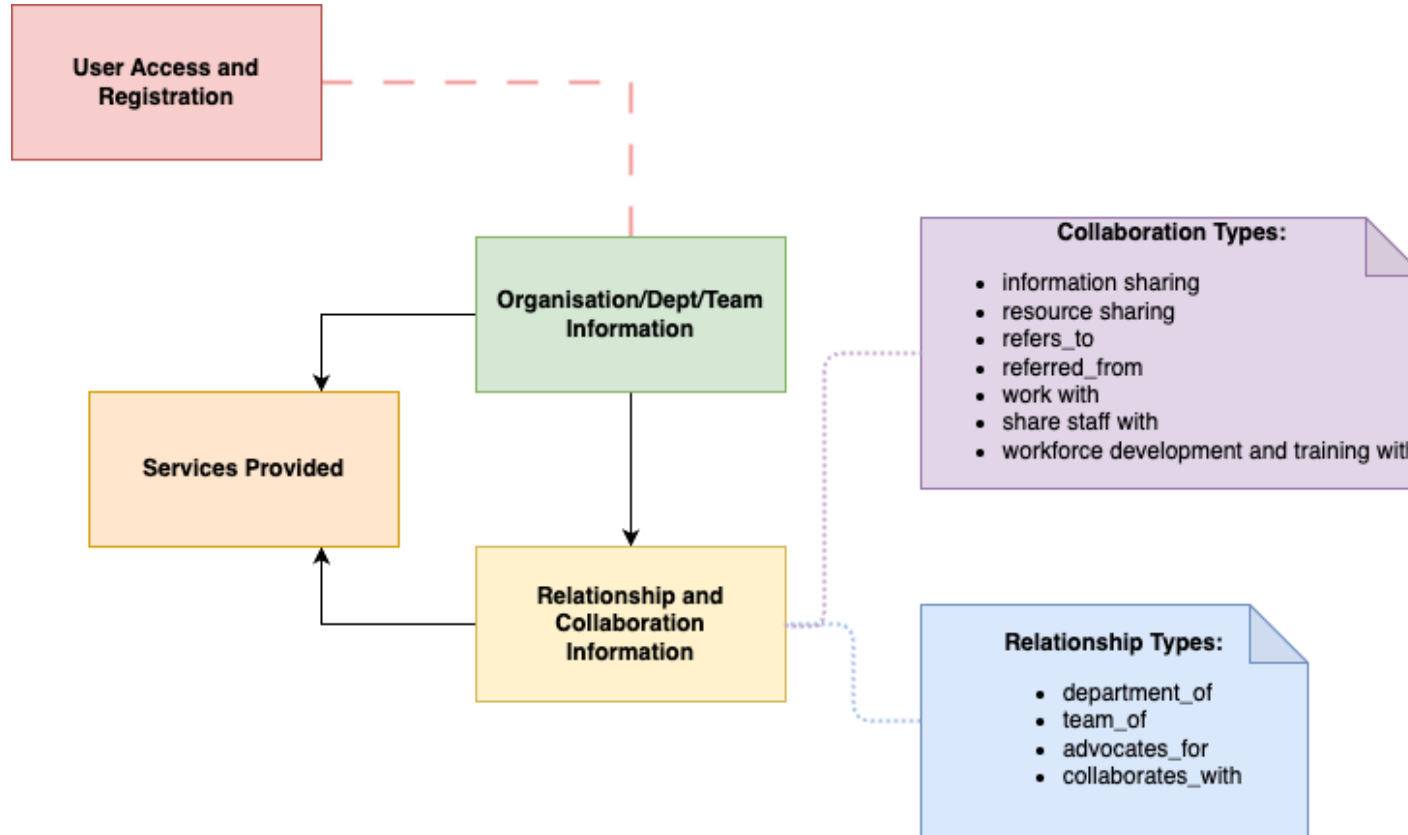 User Access and
Registration
Organisation/Dept/Team
Information
Services Provided
Relationship and
Collaboration
Information
Collaboration Types:
• information sharing
• resource sharing
• refers_to
• referred_from
• work with
• share staff with
• workforce development and training with
Relationship Types:
• department_of
• team_of
• advocates_for
• collaborates_with